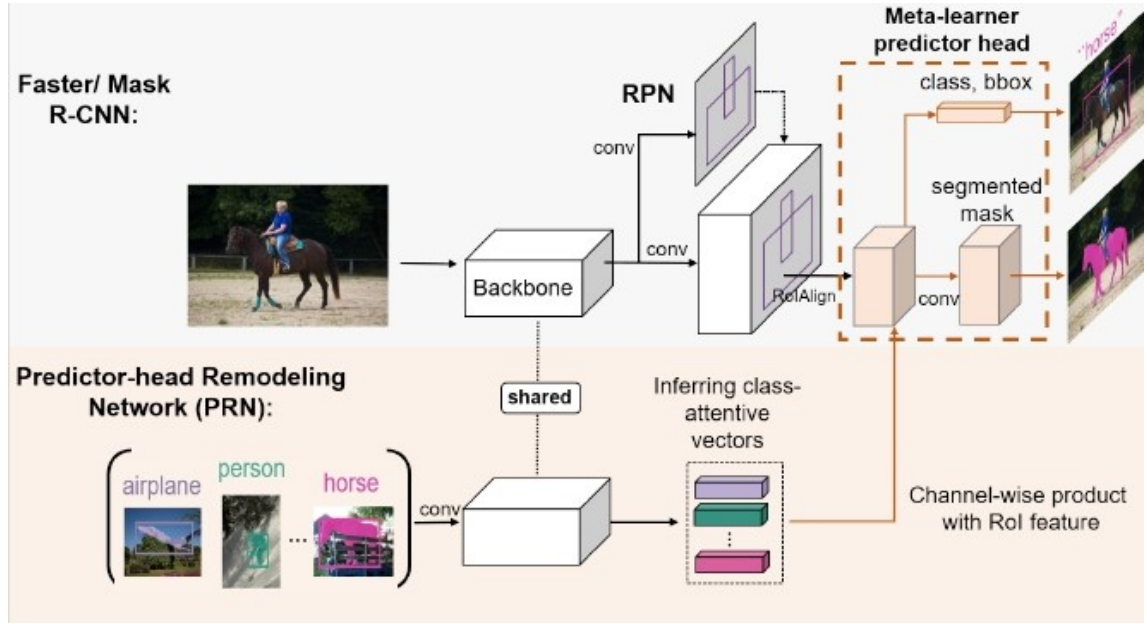 Meta-learner
predictor head
Faster/ Mask
R-CNN:
RPN
class, bbox
"horse"
conv
segmented
mask
Backbone
conv
RoIAlign
conv
Predictor-head Remodeling
Network (PRN):
shared
Inferring class-
attentive
vectors
airplane
person
horse
...
conv
Channel-wise product
with RoI feature